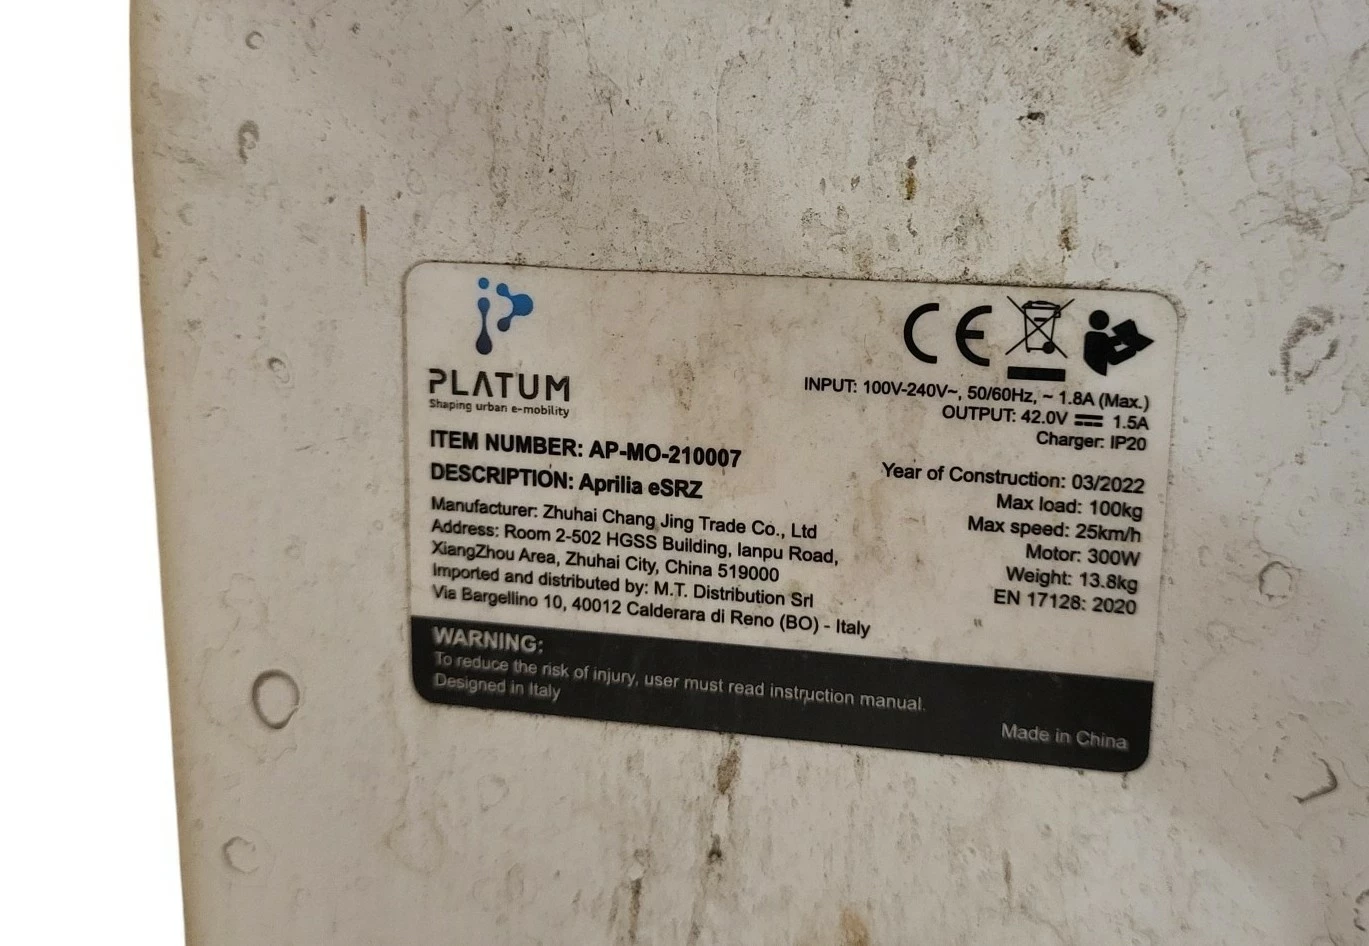 PLATUM
Shaping urban e-mobility
ITEM NUMBER: AP-MO-210007
DESCRIPTION: Aprilia eSRZ
Manufacturer: Zhuhai Chang Jing Trade Co., Ltd
Address: Room 2-502 HGSS Building, lanpu Road,
XiangZhou Area, Zhuhai City, China 519000
Imported and distributed by: M.T. Distribution Srl
Via Bargellino 10, 40012 Calderara di Reno (BO) - Italy
CE
INPUT: 100V-240V~, 50/60Hz, ~ 1.8A (Max.)
OUTPUT: 42.0V ⎓ 1.5A
Charger: IP20
Year of Construction: 03/2022
Max load: 100kg
Max speed: 25km/h
Motor: 300W
Weight: 13.8kg
EN 17128: 2020
WARNING:
To reduce the risk of injury, user must read instruction manual.
Designed in Italy
Made in China